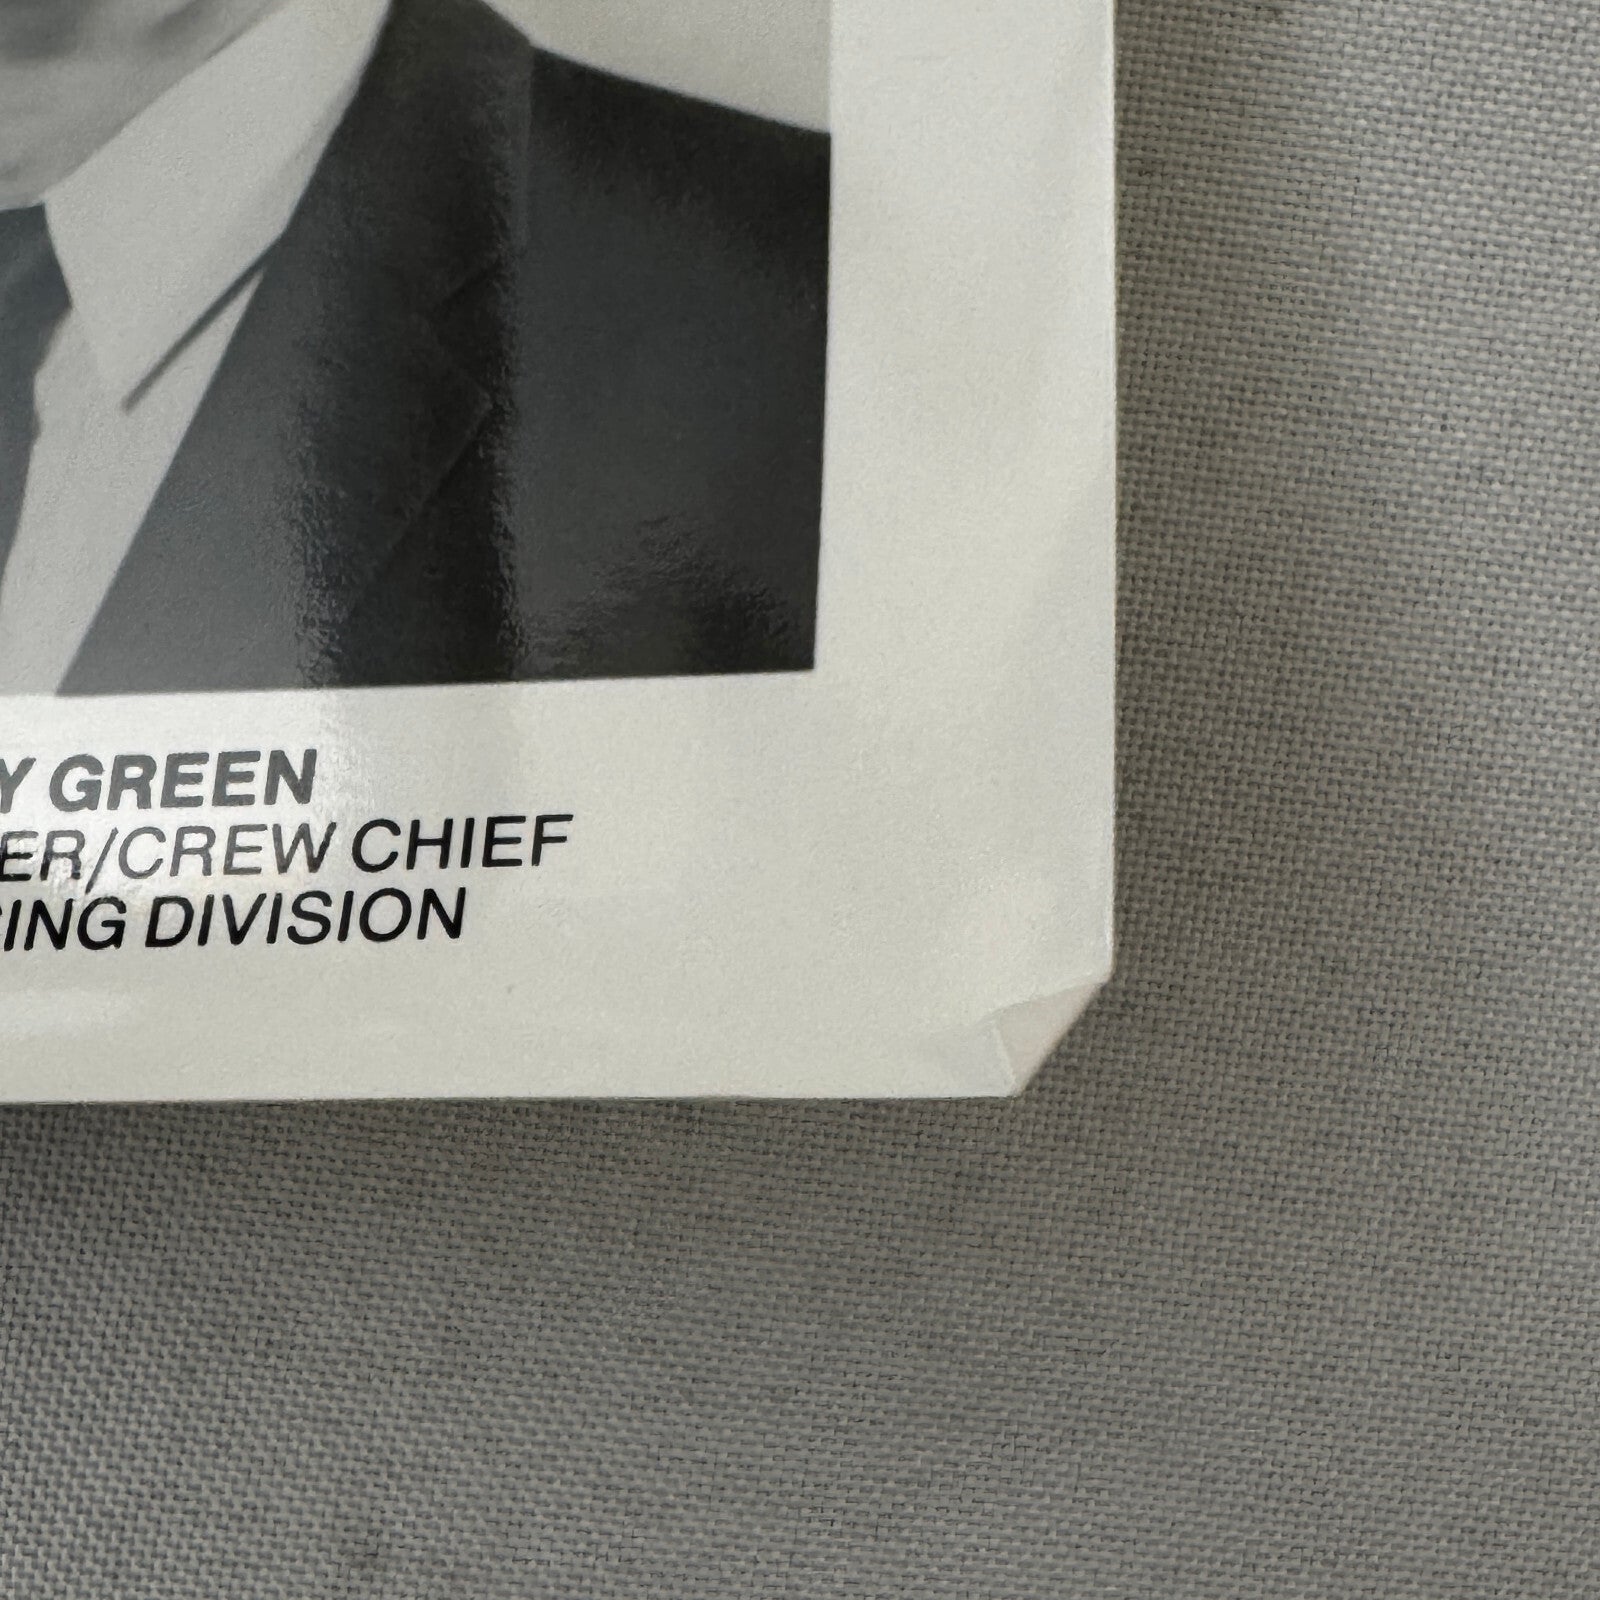 Y GREEN
ER/CREW CHIEF
ING DIVISION